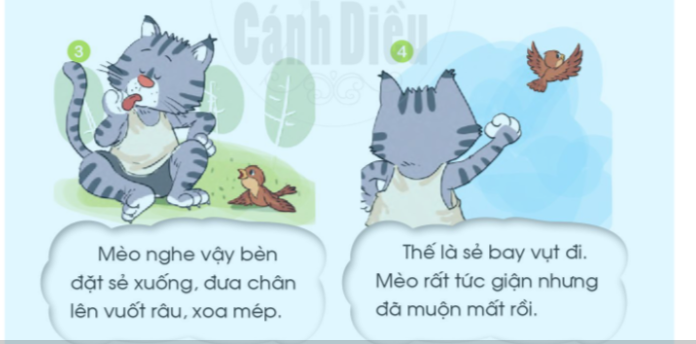 Cánh Diều
3
Mèo nghe vậy bèn
đặt sẻ xuống, đưa chân
lên vuốt râu, xoa mép.
4
Thế là sẻ bay vụt đi.
Mèo rất tức giận nhưng
đã muộn mất rồi.